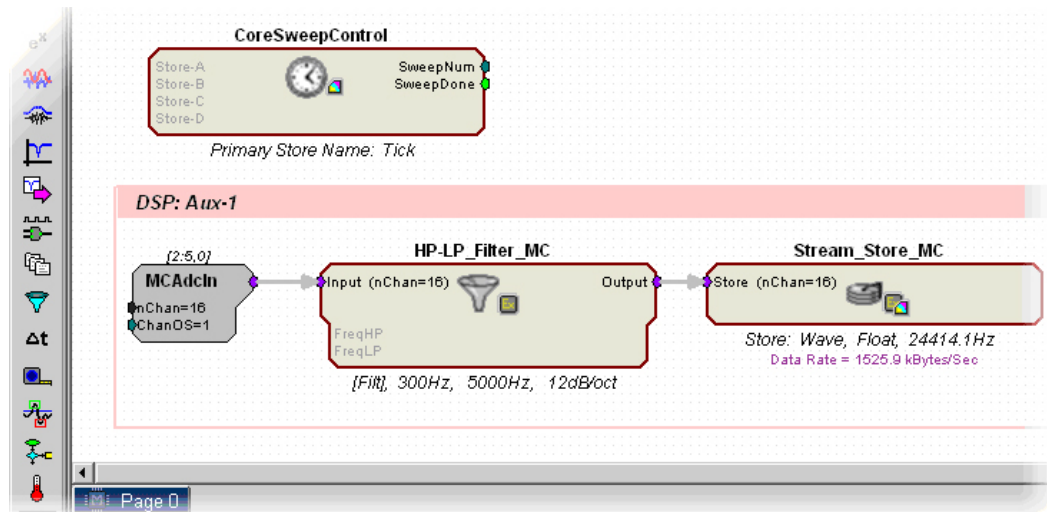 CoreSweepControl
Store-A
Store-B
Store-C
Store-D
SweepNum
SweepDone
Primary Store Name: Tick
DSP: Aux-1
[2:5,0]
MCAdcIn
nChan=16
ChanOS=1
HP-LP_Filter_MC
Input (nChan=16)
Output
FreqHP
FreqLP
[Filt], 300Hz, 5000Hz, 12dB/oct
Stream_Store_MC
Store (nChan=16)
Store: Wave, Float, 24414.1Hz
Data Rate = 1525.9 kBytes/Sec
Δt
Page 0